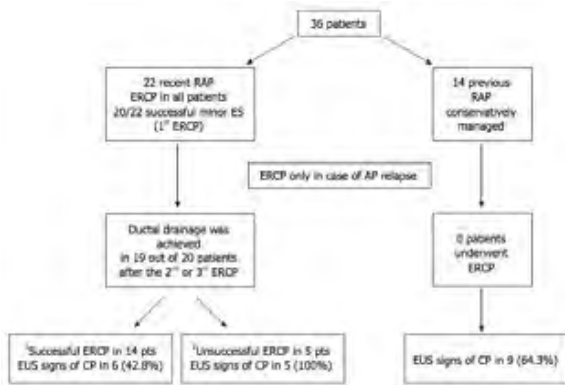 36 patients
22 recent RAP
ERCP in all patients
20/22 successful minor ES
(1st ERCP)
14 previous
RAP
conservatively
managed
ERCP only in case of AP relapse
Ductal drainage was
achieved
in 19 out of 20 patients
after the 2nd or 3rd ERCP
0 patients
underwent
ERCP
Successful ERCP in 14 pts
EUS signs of CP in 6 (42.8%)
Unsuccessful ERCP in 5 pts
EUS signs of CP in 5 (100%)
EUS signs of CP in 9 (64.3%)